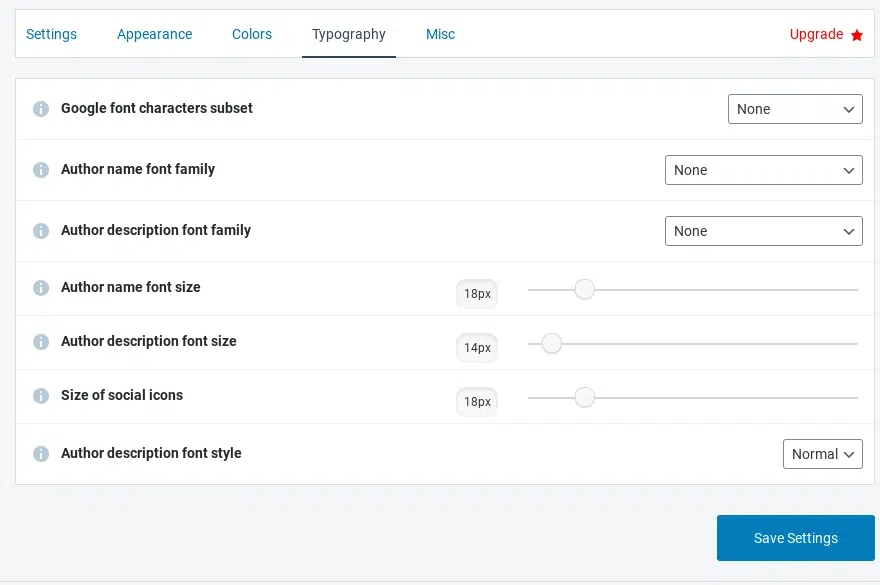 Settings Appearance Colors Typography Misc Upgrade
Google font characters subset None
Author name font family None
Author description font family None
Author name font size 18px
Author description font size 14px
Size of social icons 18px
Author description font style Normal
Save Settings